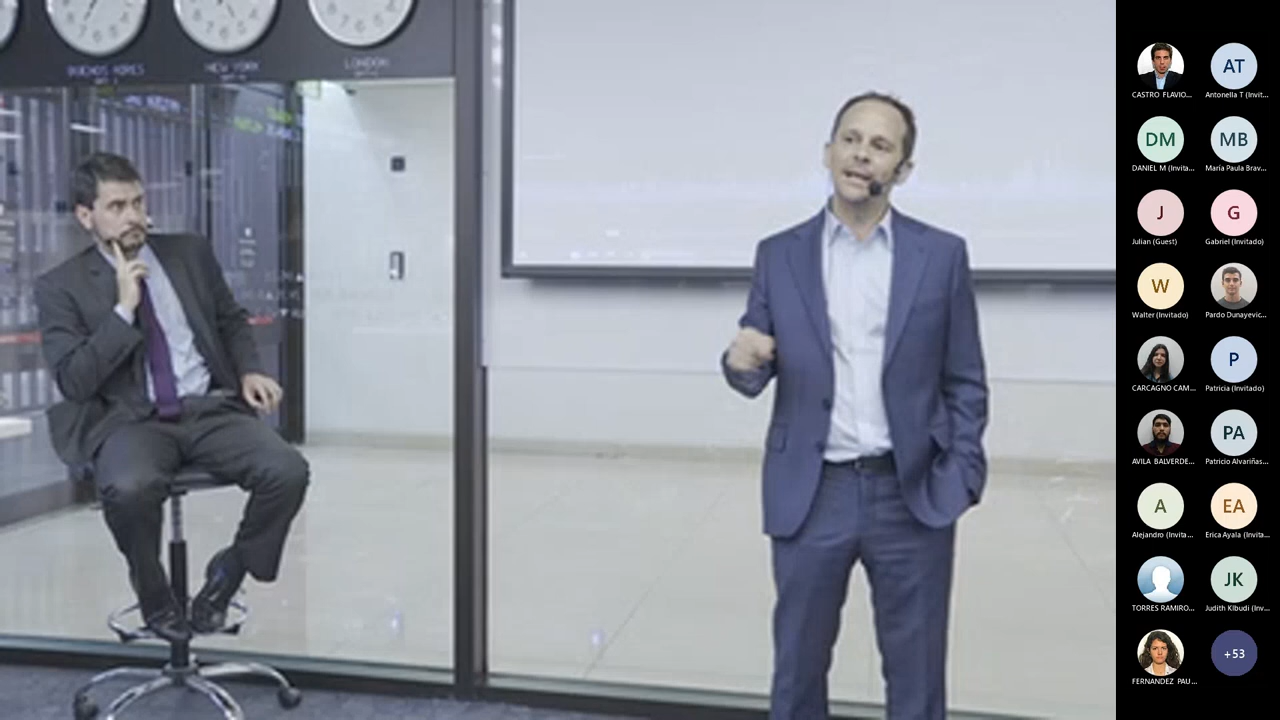 BUENOS AIRES
NEW YORK
LONDON
CASTRO FLAVIO...
AT
Antonella T (Invit...
DM
DANIEL M (Invita...
MB
María Paula Brav...
J
Julian (Guest)
G
Gabriel (Invitado)
W
Walter (Invitado)
Pardo Dunayevic...
CARCAGNO CAM...
P
Patricia (Invitado)
AVILA BALVERDE...
PA
Patricio Alvariñas...
A
Alejandro (Invita...
EA
Erica Ayala (Invita...
TORRES RAMIRO...
JK
Judith Klbudi (Inv...
FERNANDEZ PAU...
+53